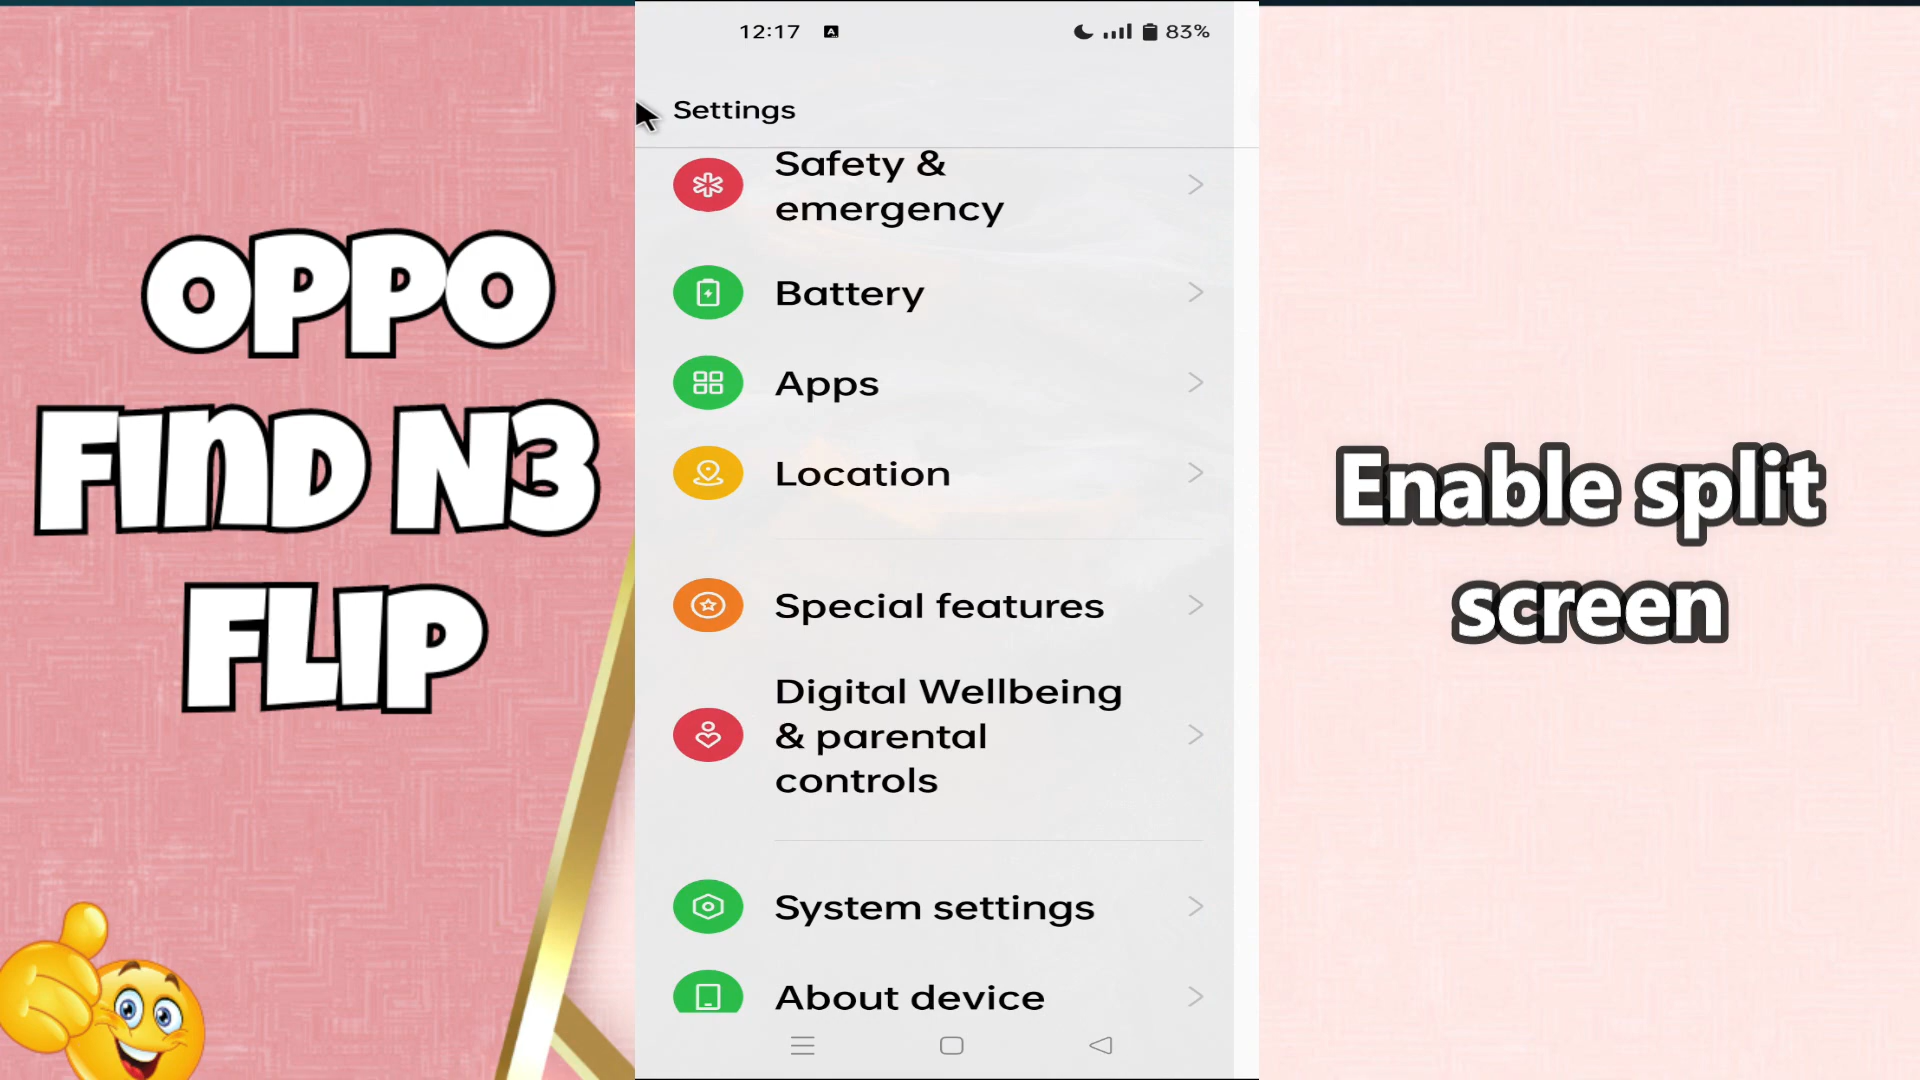 OPPO
FIND N3
FLIP
12:17
83%
Settings
Safety &
emergency
Battery
Apps
Location
Special features
Digital Wellbeing
& parental
controls
System settings
About device
Enable split
screen